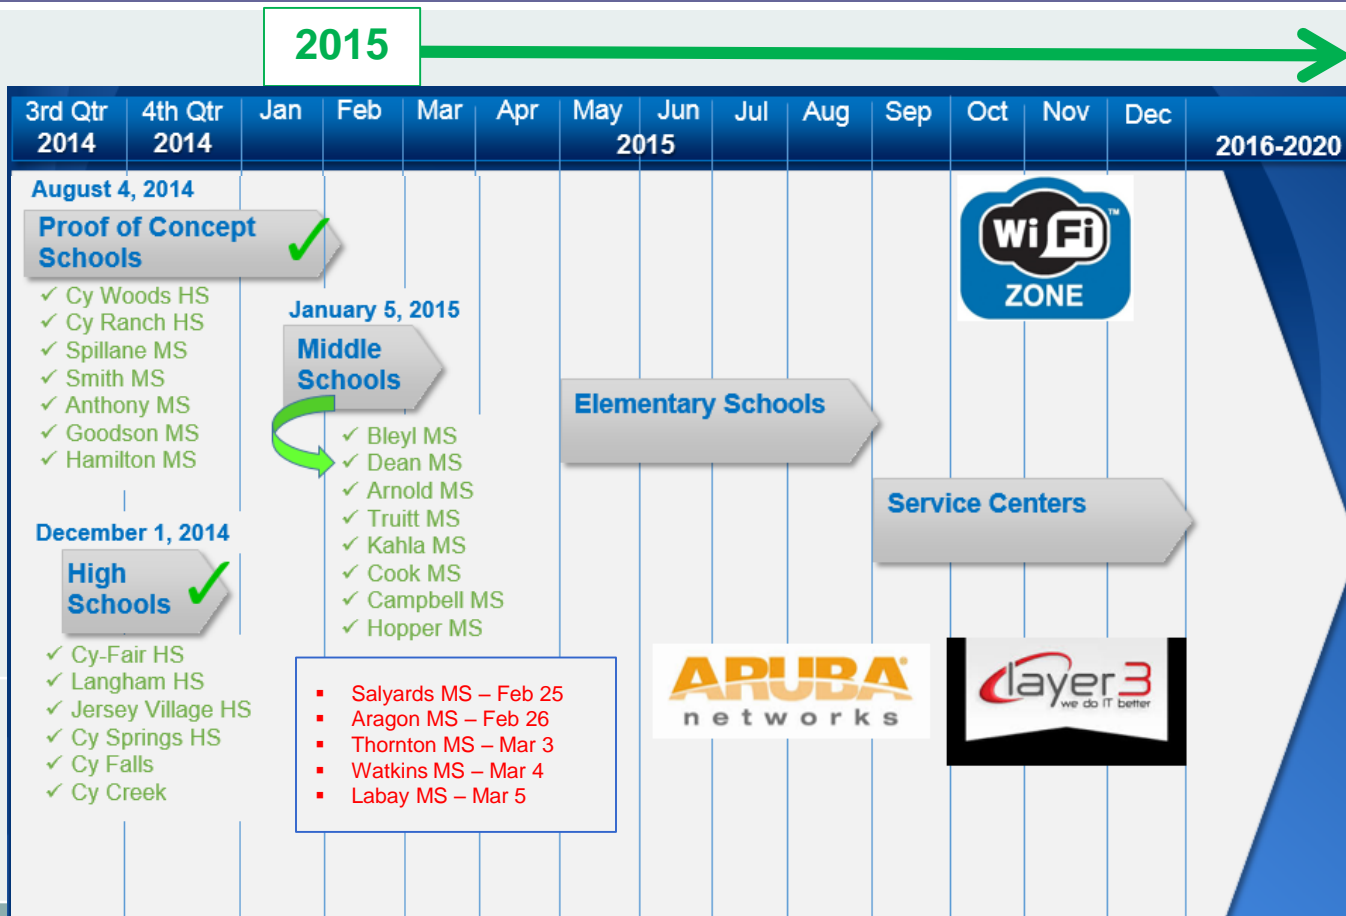 2015
3rd Qtr 4th Qtr Jan Feb Mar Apr May Jun Jul Aug Sep Oct Nov Dec
2014 2014 2015 2016-2020
August 4, 2014
Proof of Concept
Schools
✓ Cy Woods HS
✓ Cy Ranch HS
✓ Spillane MS
✓ Smith MS
✓ Anthony MS
✓ Goodson MS
✓ Hamilton MS
December 1, 2014
High
Schools
✓ Cy-Fair HS
✓ Langham HS
✓ Jersey Village HS
✓ Cy Springs HS
✓ Cy Falls
✓ Cy Creek
January 5, 2015
Middle
Schools
✓ Bleyl MS
✓ Dean MS
✓ Arnold MS
✓ Truitt MS
✓ Kahla MS
✓ Cook MS
✓ Campbell MS
✓ Hopper MS
▪ Salyards MS – Feb 25
▪ Aragon MS – Feb 26
▪ Thornton MS – Mar 3
▪ Watkins MS – Mar 4
▪ Labay MS – Mar 5
Elementary Schools
Service Centers
Wi Fi™
ZONE
ARUBA®
networks
layer 3
we do IT better